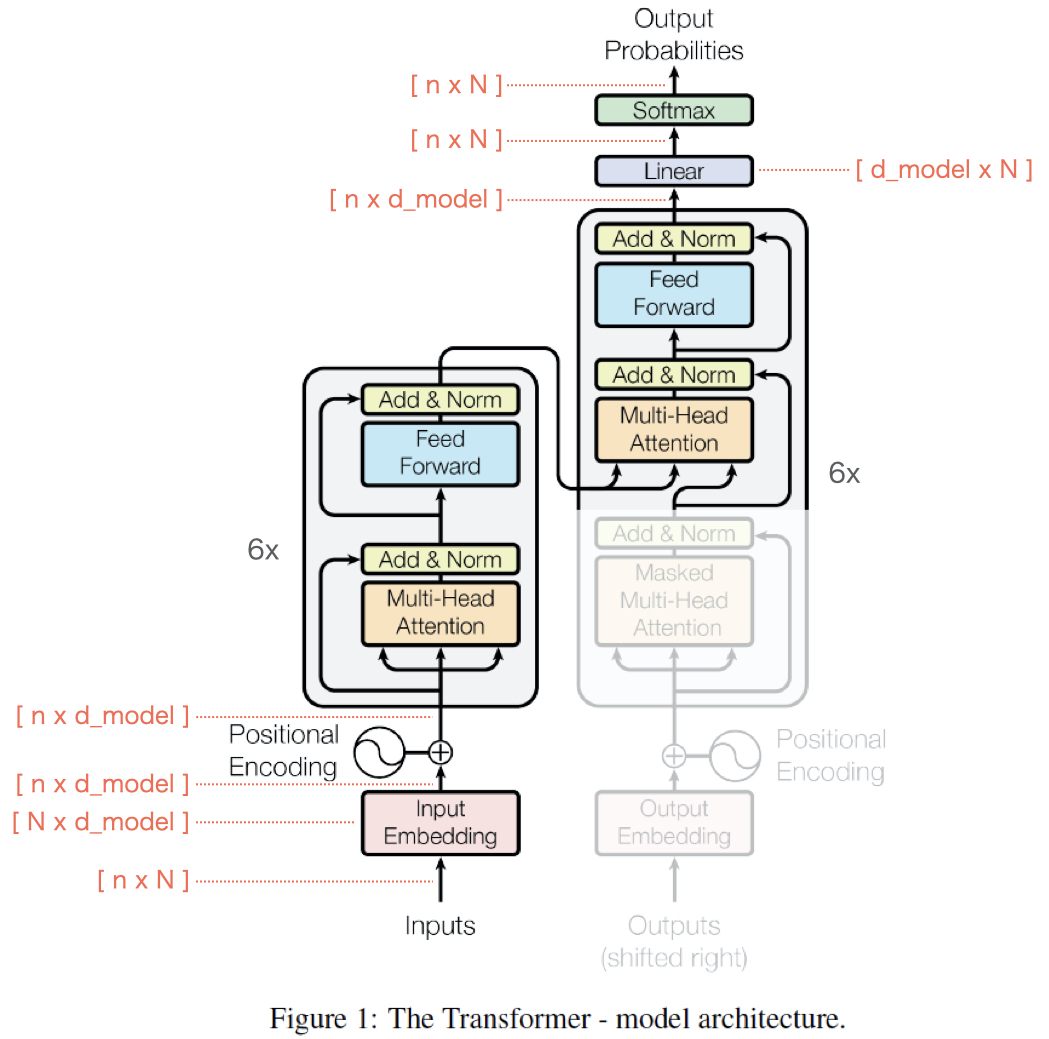 Output
Probabilities
[ n x N ]
Softmax
[ n x N ]
Linear
[ d_model x N ]
[ n x d_model ]
Add & Norm
Feed
Forward
Add & Norm
Multi-Head
Attention
6x
Add & Norm
Masked
Multi-Head
Attention
Add & Norm
Feed
Forward
6x
Add & Norm
Multi-Head
Attention
[ n x d_model ]
Positional
Encoding
[ n x d_model ]
[ N x d_model ]
Input
Embedding
[ n x N ]
Inputs
Positional
Encoding
Output
Embedding
Outputs
(shifted right)
Figure 1: The Transformer - model architecture.